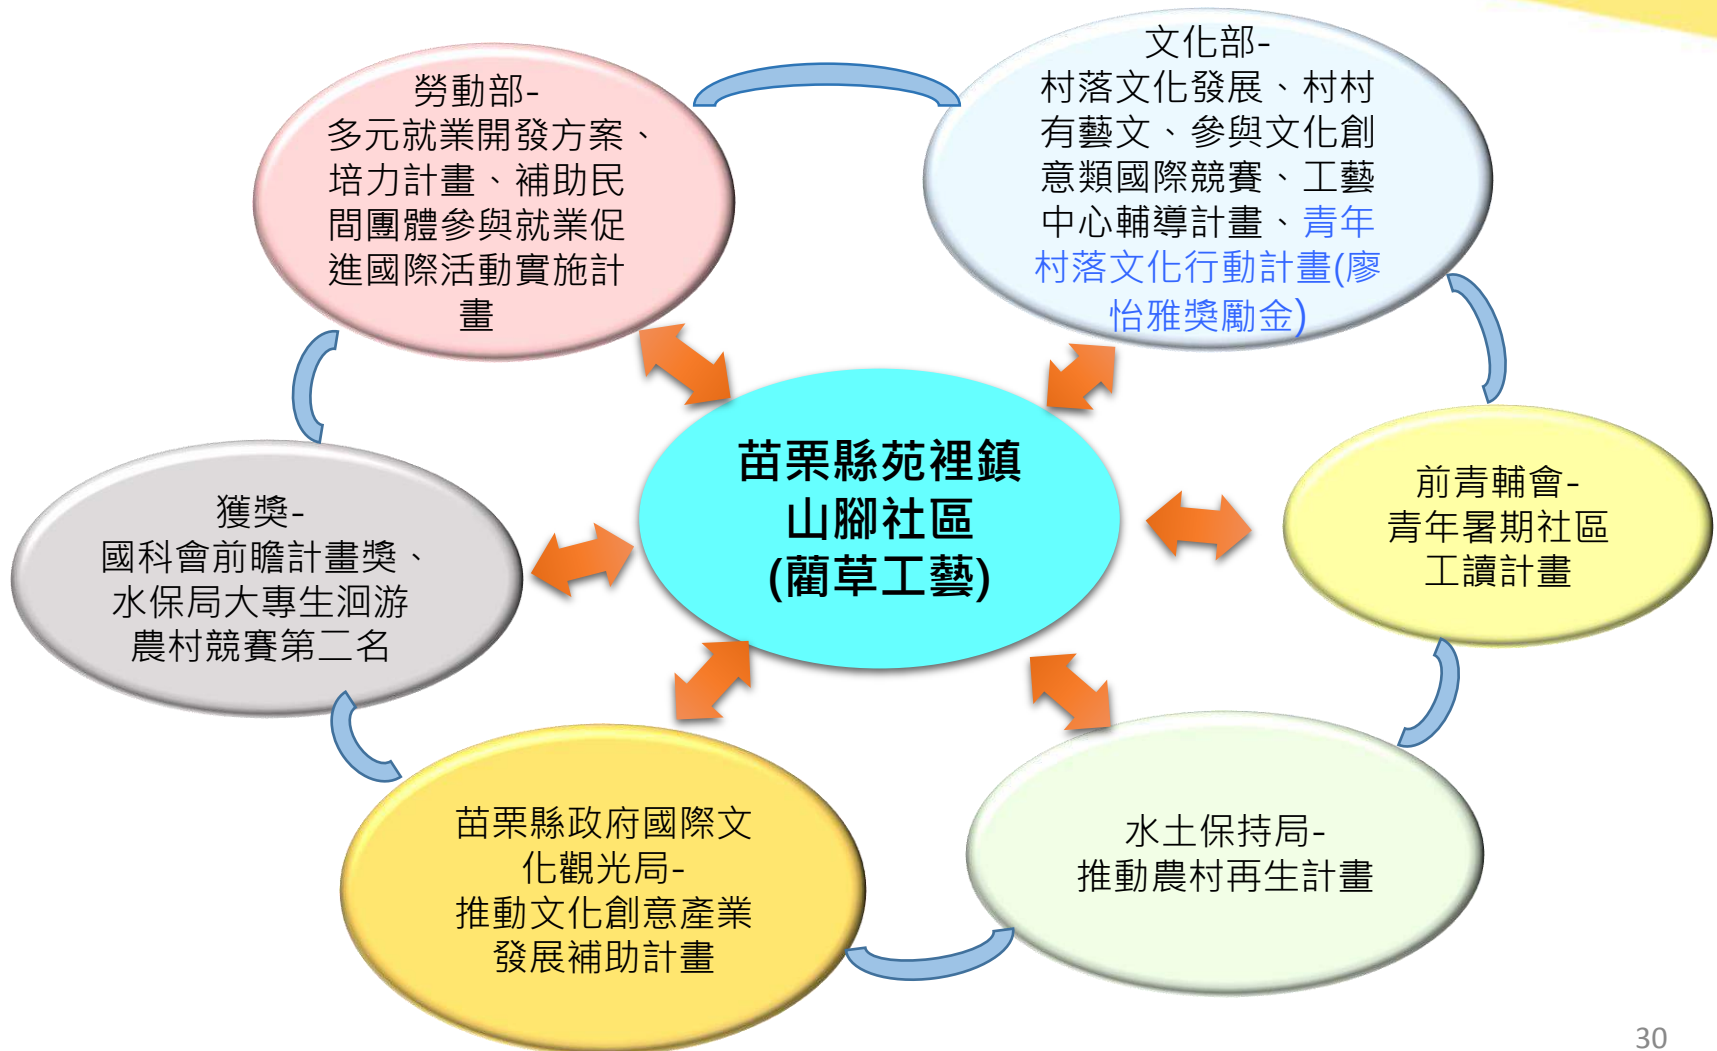 勞動部-
多元就業開發方案、
培力計畫、補助民
間團體參與就業促
進國際活動實施計
畫
文化部-
村落文化發展、村村
有藝文、參與文化創
意類國際競賽、工藝
中心輔導計畫、青年
村落文化行動計畫(廖
怡雅獎勵金)
苗栗縣苑裡鎮
山腳社區
(藺草工藝)
前青輔會-
青年暑期社區
工讀計畫
獲獎-
國科會前瞻計畫獎、
水保局大專生洄游
農村競賽第二名
苗栗縣政府國際文
化觀光局-
推動文化創意產業
發展補助計畫
水土保持局-
推動農村再生計畫
30